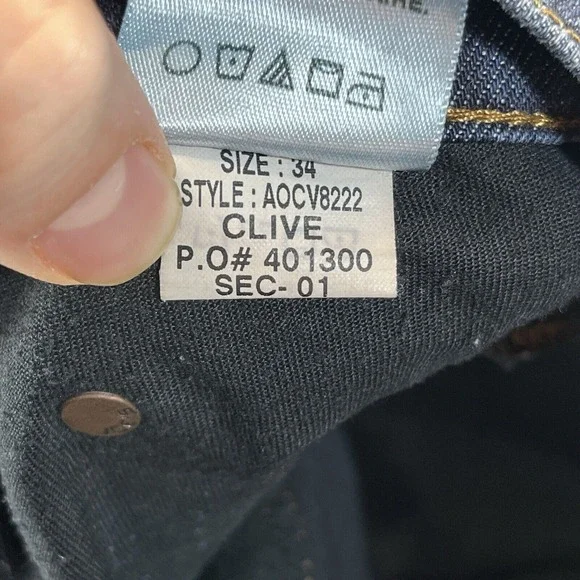 SIZE : 34
STYLE : AOCV8222
CLIVE
P.O# 401300
SEC- 01